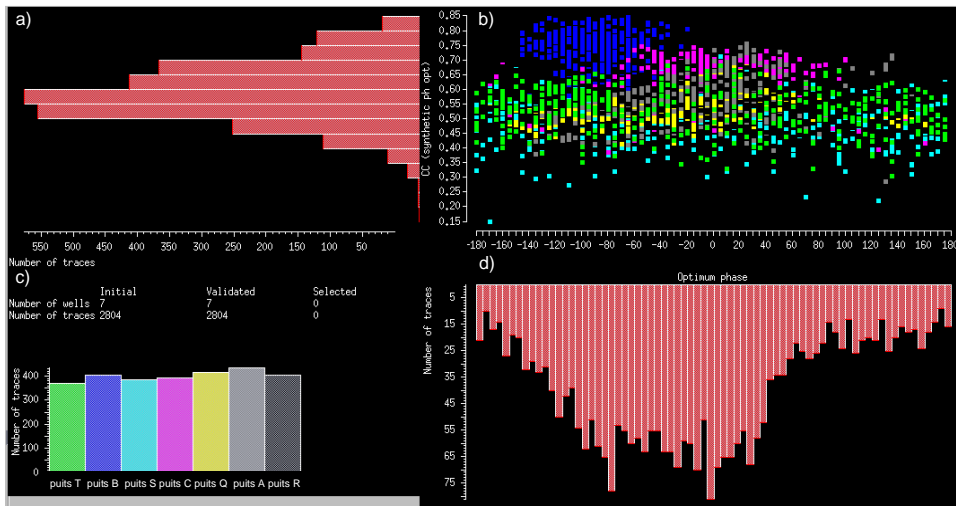 a)
550 500 450 400 350 300 250 200 150 100 50
Number of traces
b)
CC (synthetic ph opt)
0.85
0.80
0.75
0.70
0.65
0.60
0.55
0.50
0.45
0.40
0.35
0.30
0.25
0.20
0.15
-180 -160 -140 -120 -100 -80 -60 -40 -20 0 20 40 60 80 100 120 140 160 180
c)
Initial Validated Selected
Number of wells 7 7 0
Number of traces 2804 2804 0
Number of traces
400
300
200
100
0
puits T puits B puits S puits C puits Q puits A puits R
d)
Optimum phase
Number of traces
5
15
25
35
45
55
65
75